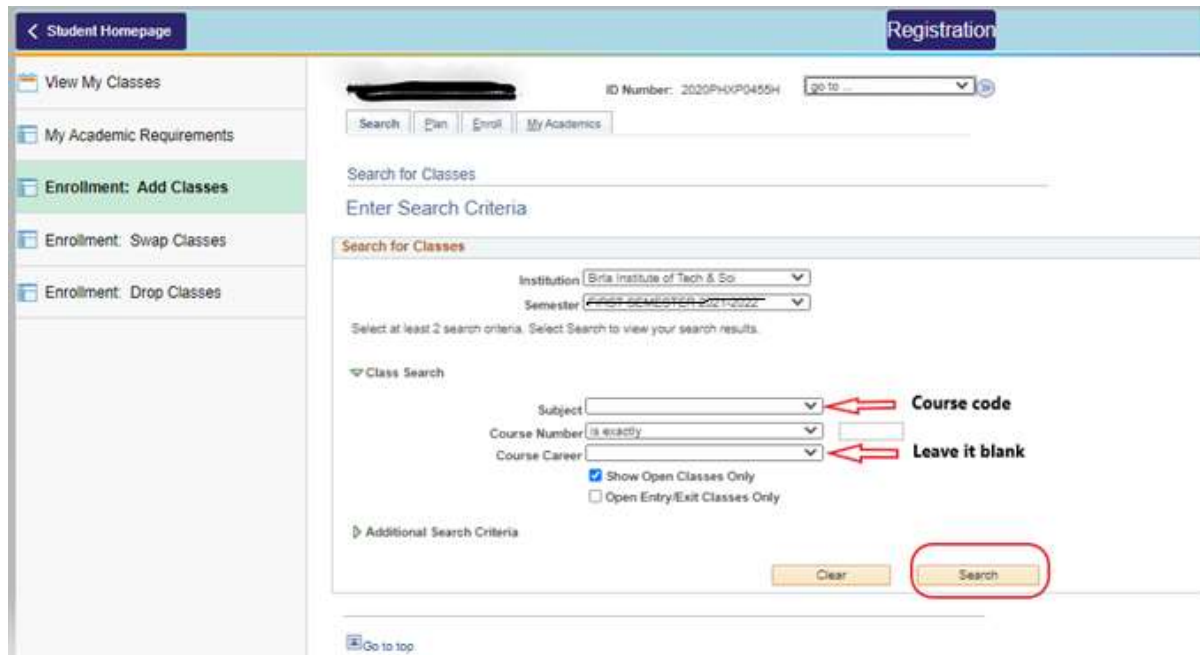 Student Homepage
Registration
View My Classes
My Academic Requirements
Enrollment: Add Classes
Enrollment: Swap Classes
Enrollment: Drop Classes
ID Number: 2020PHXP0455H
go to ...
Search Plan Enroll My Academics
Search for Classes
Enter Search Criteria
Search for Classes
Institution Birla Institute of Tech & Sci
Semester FIRST SEMESTER 2021-2022
Select at least 2 search criteria. Select Search to view your search results.
Class Search
Subject Course code
Course Number is exactly
Course Career Leave it blank
Show Open Classes Only
Open Entry/Exit Classes Only
Additional Search Criteria
Clear Search
Go to top